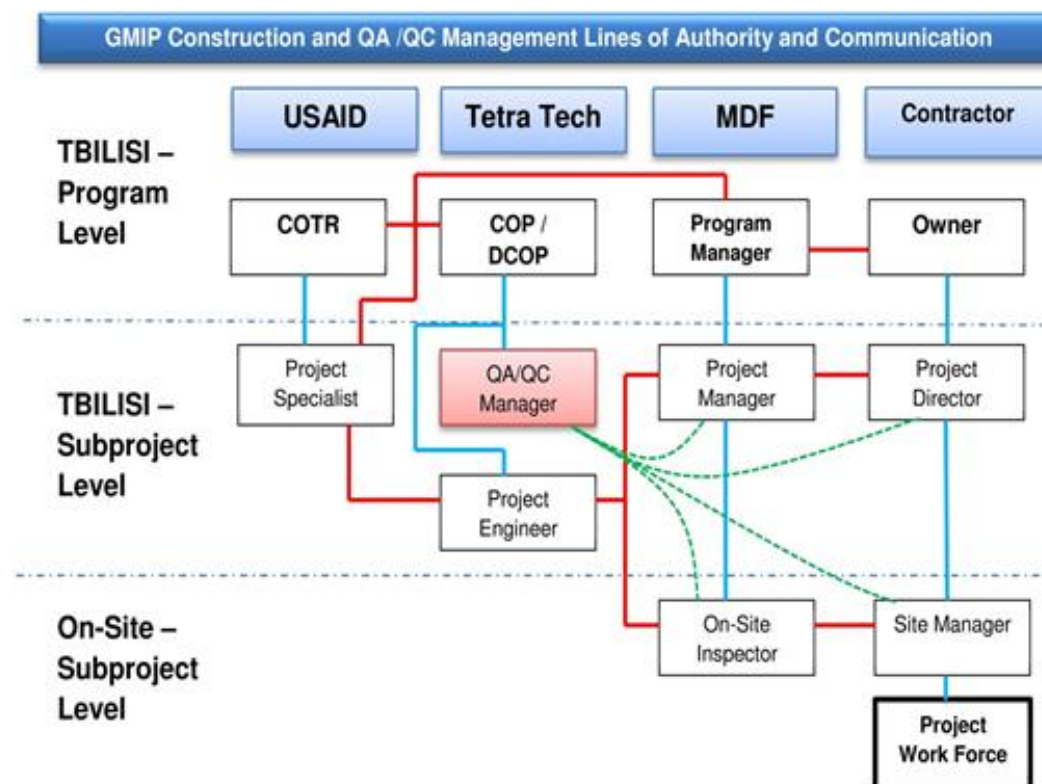 GMIP Construction and QA /QC Management Lines of Authority and Communication
USAID
Tetra Tech
MDF
Contractor
TBILISI –
Program
Level
COTR
COP /
DCOP
Program
Manager
Owner
TBILISI –
Subproject
Level
Project
Specialist
QA/QC
Manager
Project
Manager
Project
Director
Project
Engineer
On-Site –
Subproject
Level
On-Site
Inspector
Site Manager
Project
Work Force